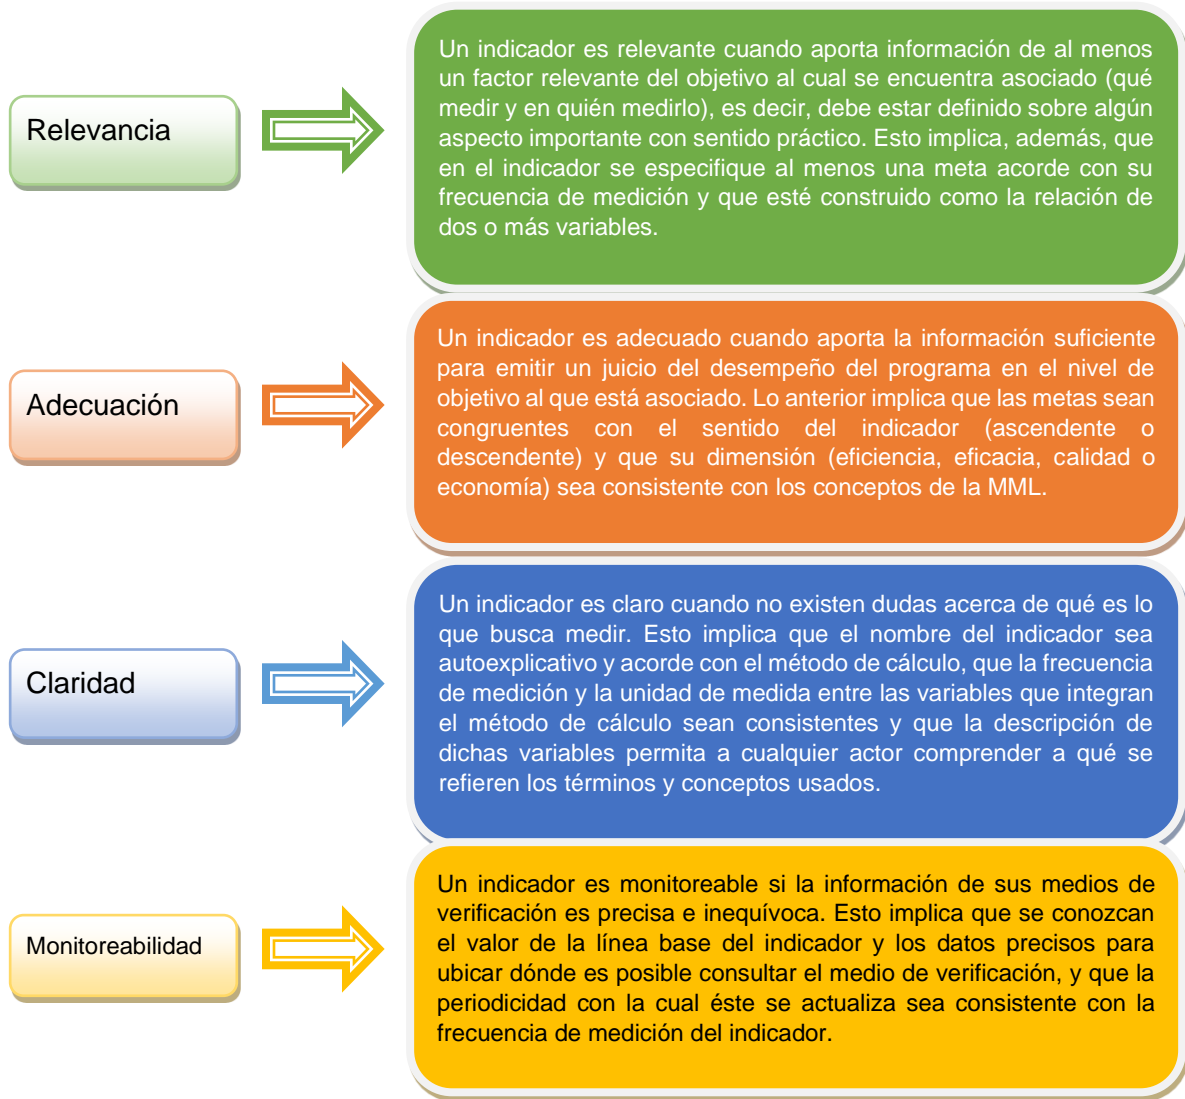 Relevancia
Un indicador es relevante cuando aporta información de al menos
un factor relevante del objetivo al cual se encuentra asociado (qué
medir y en quién medirlo), es decir, debe estar definido sobre algún
aspecto importante con sentido práctico. Esto implica, además, que
en el indicador se especifique al menos una meta acorde con su
frecuencia de medición y que esté construido como la relación de
dos o más variables.
Adecuación
Un indicador es adecuado cuando aporta la información suficiente
para emitir un juicio del desempeño del programa en el nivel de
objetivo al que está asociado. Lo anterior implica que las metas sean
congruentes con el sentido del indicador (ascendente o
descendente) y que su dimensión (eficiencia, eficacia, calidad o
economía) sea consistente con los conceptos de la MML.
Claridad
Un indicador es claro cuando no existen dudas acerca de qué es lo
que busca medir. Esto implica que el nombre del indicador sea
autoexplicativo y acorde con el método de cálculo, que la frecuencia
de medición y la unidad de medida entre las variables que integran
el método de cálculo sean consistentes y que la descripción de
dichas variables permita a cualquier actor comprender a qué se
refieren los términos y conceptos usados.
Monitoreabilidad
Un indicador es monitoreable si la información de sus medios de
verificación es precisa e inequívoca. Esto implica que se conozcan
el valor de la línea base del indicador y los datos precisos para
ubicar dónde es posible consultar el medio de verificación, y que la
periodicidad con la cual éste se actualiza sea consistente con la
frecuencia de medición del indicador.